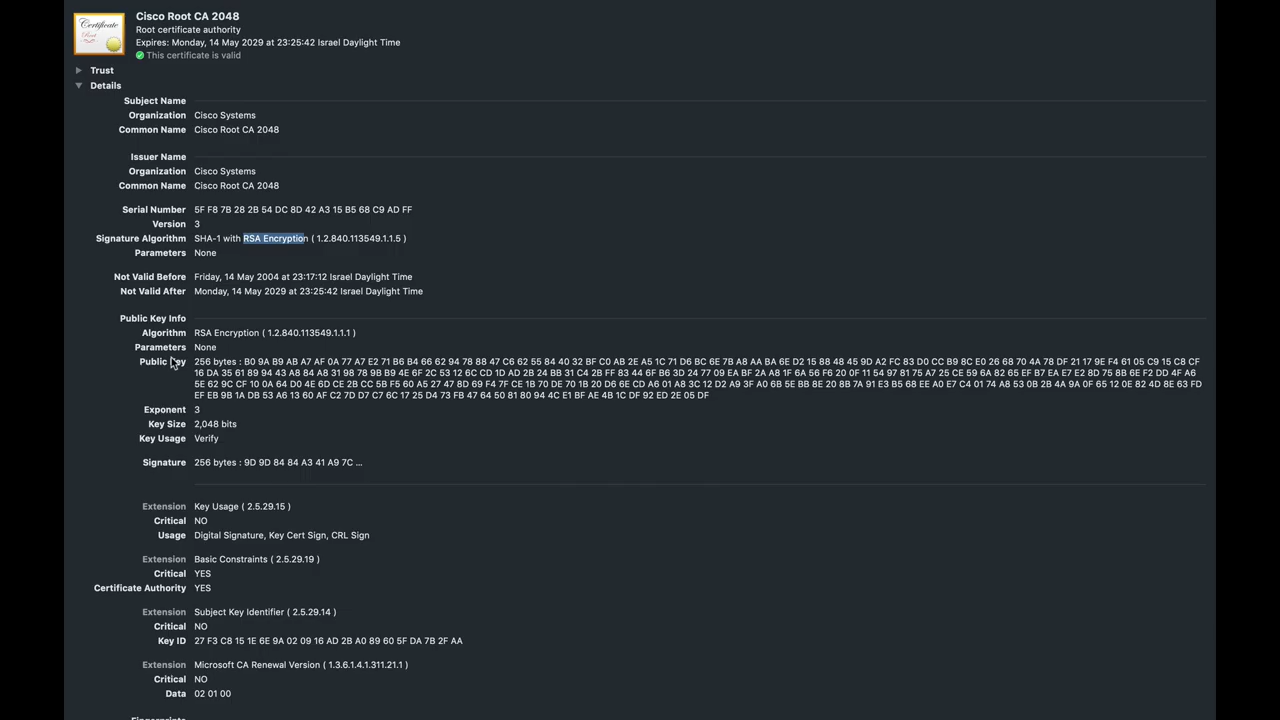 Certificate
Root
Cisco Root CA 2048
Root certificate authority
Expires: Monday, 14 May 2029 at 23:25:42 Israel Daylight Time
This certificate is valid
Trust
Details
Subject Name
Organization Cisco Systems
Common Name Cisco Root CA 2048
Issuer Name
Organization Cisco Systems
Common Name Cisco Root CA 2048
Serial Number 5F F8 7B 28 2B 54 DC 8D 42 A3 15 B5 68 C9 AD FF
Version 3
Signature Algorithm SHA-1 with RSA Encryption ( 1.2.840.113549.1.1.5 )
Parameters None
Not Valid Before Friday, 14 May 2004 at 23:17:12 Israel Daylight Time
Not Valid After Monday, 14 May 2029 at 23:25:42 Israel Daylight Time
Public Key Info
Algorithm RSA Encryption ( 1.2.840.113549.1.1.1 )
Parameters None
Public Key 256 bytes : B0 9A B9 AB A7 AF 0A 77 A7 E2 71 B6 B4 66 62 94 78 88 47 C6 62 55 84 40 32 BF C0 AB 2E A5 1C 71 D6 BC 6E 7B A8 AA BA 6E D2 15 88 48 45 9D A2 FC 83 D0 CC B9 8C E0 26 68 70 4A 78 DF 21 17 9E F4 61 05 C9 15 C8 CF
16 DA 35 61 89 94 43 A8 84 A8 31 98 78 9B B9 4E 6F 2C 53 12 6C CD 1D AD 2B 24 BB 31 C4 2B FF 83 44 6F B6 3D 24 77 09 EA BF 2A A8 1F 6A 56 F6 20 0F 11 54 97 81 75 A7 25 CE 59 6A 82 65 EF B7 EA E7 E2 8D 75 8B 6E F2 DD 4F A6
5E 62 9C CF 10 0A 64 D0 4E 6D CE 2B CC 5B F5 60 A5 27 47 8D 69 F4 7F CE 1B 70 DE 70 1B 20 D6 6E CD A6 01 A8 3C 12 D2 A9 3F A0 6B 5E BB 8E 20 8B 7A 91 E3 B5 68 EE A0 E7 C4 01 74 A8 53 0B 2B 4A 9A 0F 65 12 0E 82 4D 8E 63 FD
EF EB 9B 1A DB 53 A6 13 60 AF C2 7D D7 C7 6C 17 25 D4 73 FB 47 64 50 81 80 94 4C E1 BF AE 4B 1C DF 92 ED 2E 05 DF
Exponent 3
Key Size 2,048 bits
Key Usage Verify
Signature 256 bytes : 9D 9D 84 84 A3 41 A9 7C ...
Extension Key Usage ( 2.5.29.15 )
Critical NO
Usage Digital Signature, Key Cert Sign, CRL Sign
Extension Basic Constraints ( 2.5.29.19 )
Critical YES
Certificate Authority YES
Extension Subject Key Identifier ( 2.5.29.14 )
Critical NO
Key ID 27 F3 C8 15 1E 6E 9A 02 09 16 AD 2B A0 89 60 5F DA 7B 2F AA
Extension Microsoft CA Renewal Version ( 1.3.6.1.4.1.311.21.1 )
Critical NO
Data 02 01 00
Fingerprints